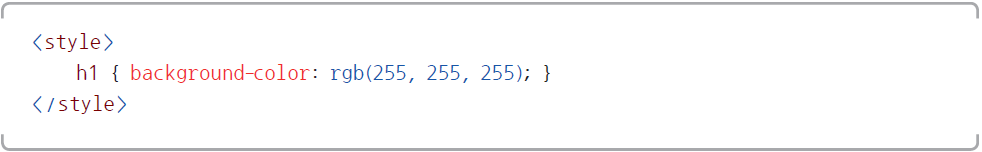 <style>
h1 { background-color: rgb(255, 255, 255); }
</style>